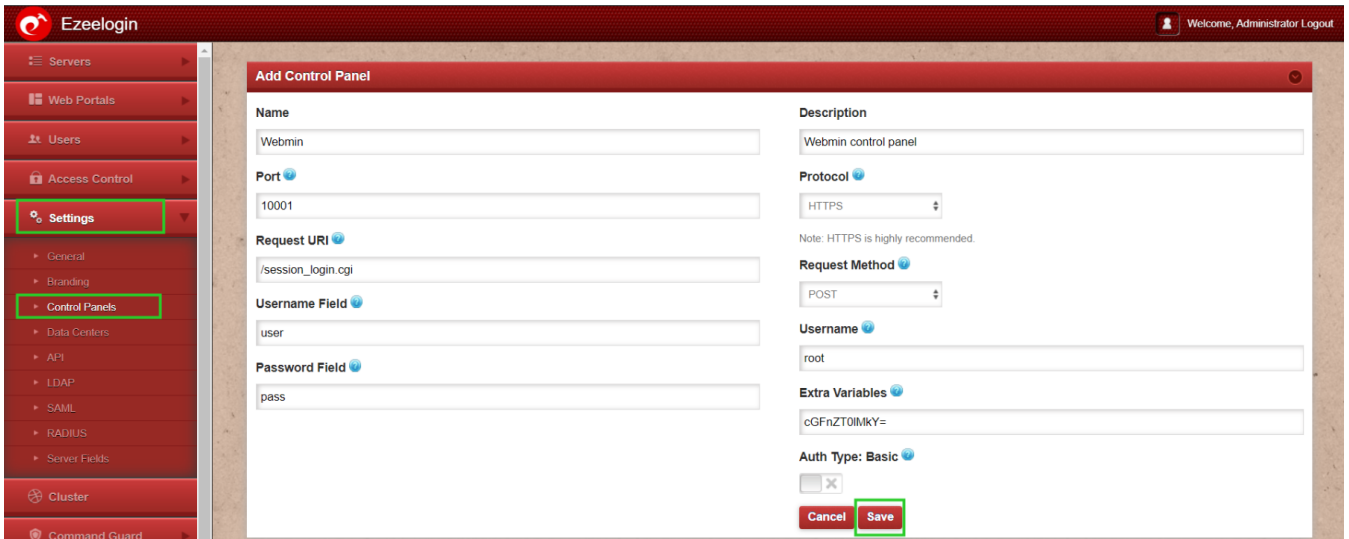 Ezeelogin
Welcome, Administrator Logout
Servers
Web Portals
Users
Access Control
Settings
General
Branding
Control Panels
Data Centers
API
LDAP
SAML
RADIUS
Server Fields
Cluster
Command Guard
Add Control Panel
Name
Webmin
Description
Webmin control panel
Port
10001
Protocol
HTTPS
Note: HTTPS is highly recommended.
Request URI
/session_login.cgi
Request Method
POST
Username Field
user
Username
root
Password Field
pass
Extra Variables
cGFnZT0lMkY=
Auth Type: Basic
Cancel
Save